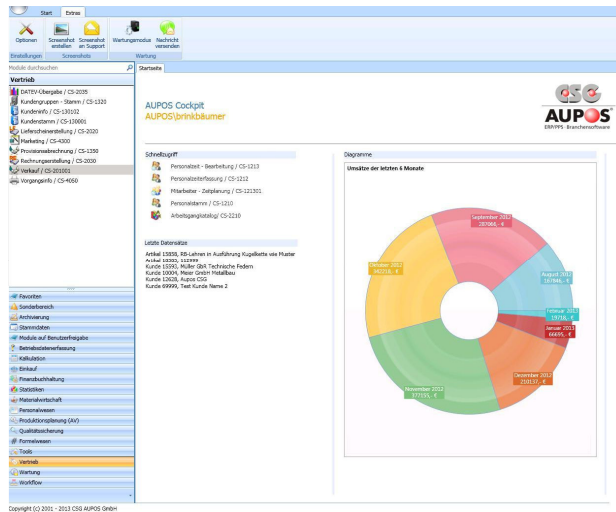 Start Extras
Optionen
Screenshot erstellen
Screenshot an Support
Wartungsmodus
Nachricht versenden
Einstellungen
Screenshots
Wartung
Module durchsuchen
Vertrieb
DATEV-Übergabe / CS-2035
Kundengruppen - Stamm / CS-1320
Kundeninfo / CS-130102
Kundenstamm / CS-130001
Lieferscheinerstellung / CS-2020
Marketing / CS-4300
Provisionsabrechnung / CS-1350
Rechnungserstellung / CS-2030
Verkauf / CS-201001
Vorgangsinfo / CS-4050
Favoriten
Sonderbereich
Archivierung
Stammdaten
Module auf Benutzerfreigabe
Betriebsdatenerfassung
Kalkulation
Einkauf
Finanzbuchhaltung
Statistiken
Materialwirtschaft
Personalwesen
Produktionsplanung (AV)
Qualitätssicherung
Formelwesen
Tools
Vertrieb
Wartung
Workflow
Startseite
AUPOS Cockpit
AUPOS\brinkbäumer
CSG
AUPOS
ERP/PPS - Branchensoftware
Schnellzugriff
Personalzeit - Bearbeitung / CS-1213
Personalzeiterfassung / CS-1212
Mitarbeiter - Zeitplanung / CS-121301
Personalstamm / CS-1210
Arbeitsgangkatalog/ CS-2210
Letzte Datensätze
Artikel 15858, RB-Lehren in Ausführung Kugelkette wie Muster
Kunde 15593, Müller GbR Technische Federn
Kunde 10004, Meier GmbH Metallbau
Kunde 12628, Aupos CSG
Kunde 69999, Test Kunde Name 2
Diagramme
Umsätze der letzten 6 Monate
September 2012
August 2012
Februar 2013
19718,- €
Januar 2013
66695,- €
Dezember 2012
210137,- €
November 2012
377155,- €
Oktober 2012
Copyright (c) 2001 - 2013 CSG AUPOS GmbH